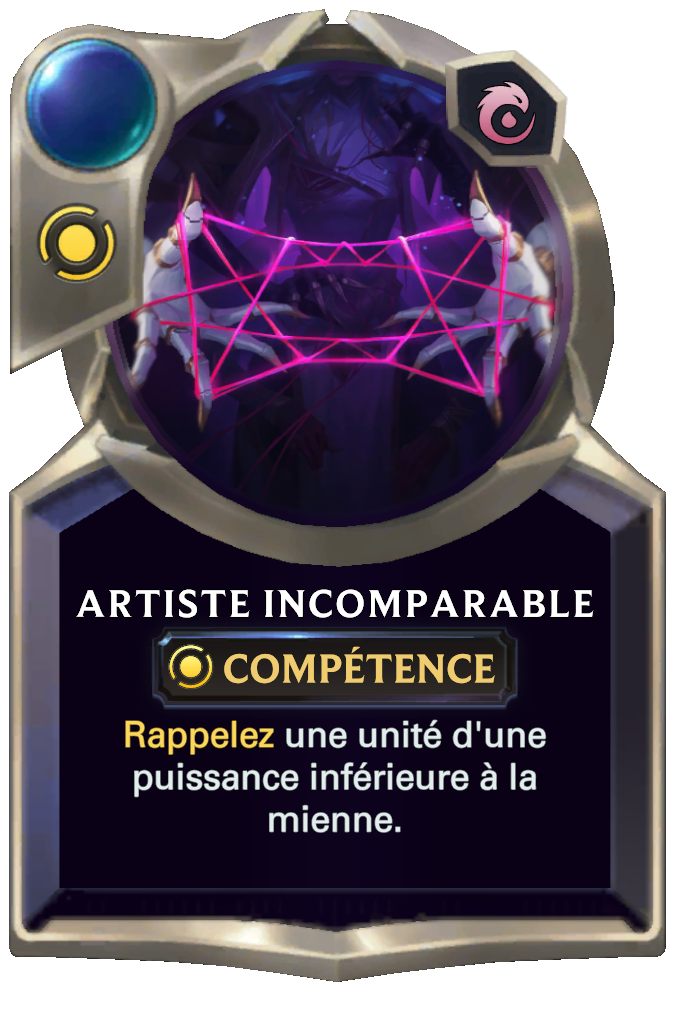 ARTISTE INCOMPARABLE
COMPÉTENCE
Rappelez une unité d'une
puissance inférieure à la
mienne.